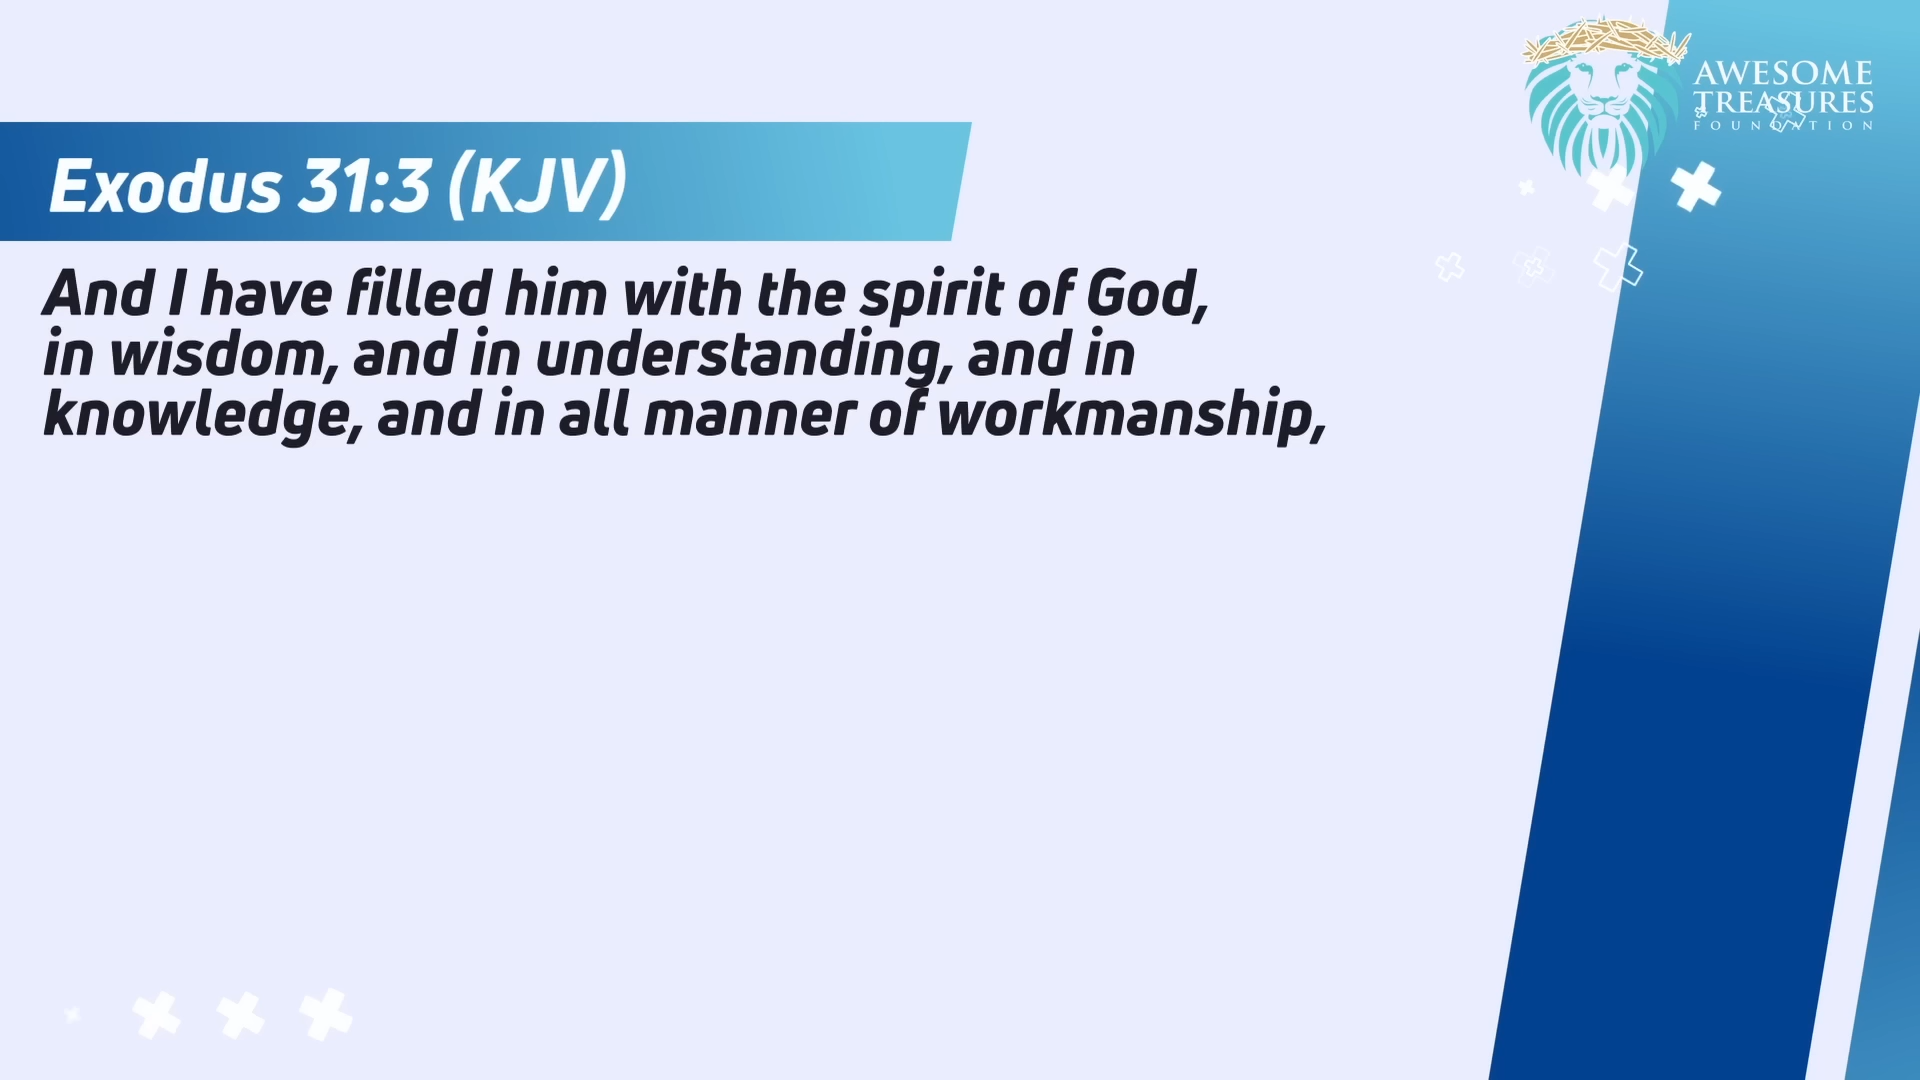 AWESOME
TREASURES
FOUNDATION
Exodus 31:3 (KJV)
And I have filled him with the spirit of God,
in wisdom, and in understanding, and in
knowledge, and in all manner of workmanship,